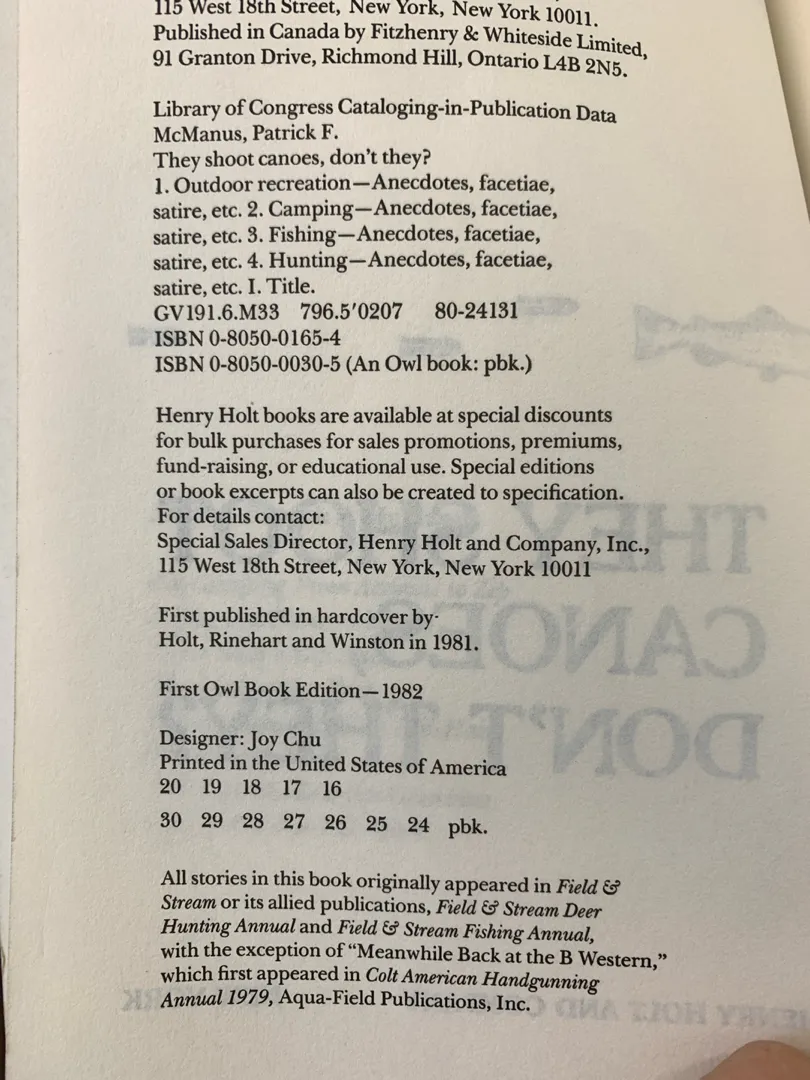 115 West 18th Street, New York, New York 10011.
Published in Canada by Fitzhenry & Whiteside Limited,
91 Granton Drive, Richmond Hill, Ontario L4B 2N5.
Library of Congress Cataloging-in-Publication Data
McManus, Patrick F.
They shoot canoes, don't they?
1. Outdoor recreation—Anecdotes, facetiae,
satire, etc. 2. Camping—Anecdotes, facetiae,
satire, etc. 3. Fishing—Anecdotes, facetiae,
satire, etc. 4. Hunting—Anecdotes, facetiae,
satire, etc. I. Title.
GV191.6.M33 796.5'0207 80-24131
ISBN 0-8050-0165-4
ISBN 0-8050-0030-5 (An Owl book: pbk.)
Henry Holt books are available at special discounts
for bulk purchases for sales promotions, premiums,
fund-raising, or educational use. Special editions
or book excerpts can also be created to specification.
For details contact:
Special Sales Director, Henry Holt and Company, Inc.,
115 West 18th Street, New York, New York 10011
First published in hardcover by
Holt, Rinehart and Winston in 1981.
First Owl Book Edition—1982
Designer: Joy Chu
Printed in the United States of America
20 19 18 17 16
30 29 28 27 26 25 24 pbk.
All stories in this book originally appeared in Field &
Stream or its allied publications, Field & Stream Deer
Hunting Annual and Field & Stream Fishing Annual,
with the exception of "Meanwhile Back at the B Western,"
which first appeared in Colt American Handgunning
Annual 1979, Aqua-Field Publications, Inc.